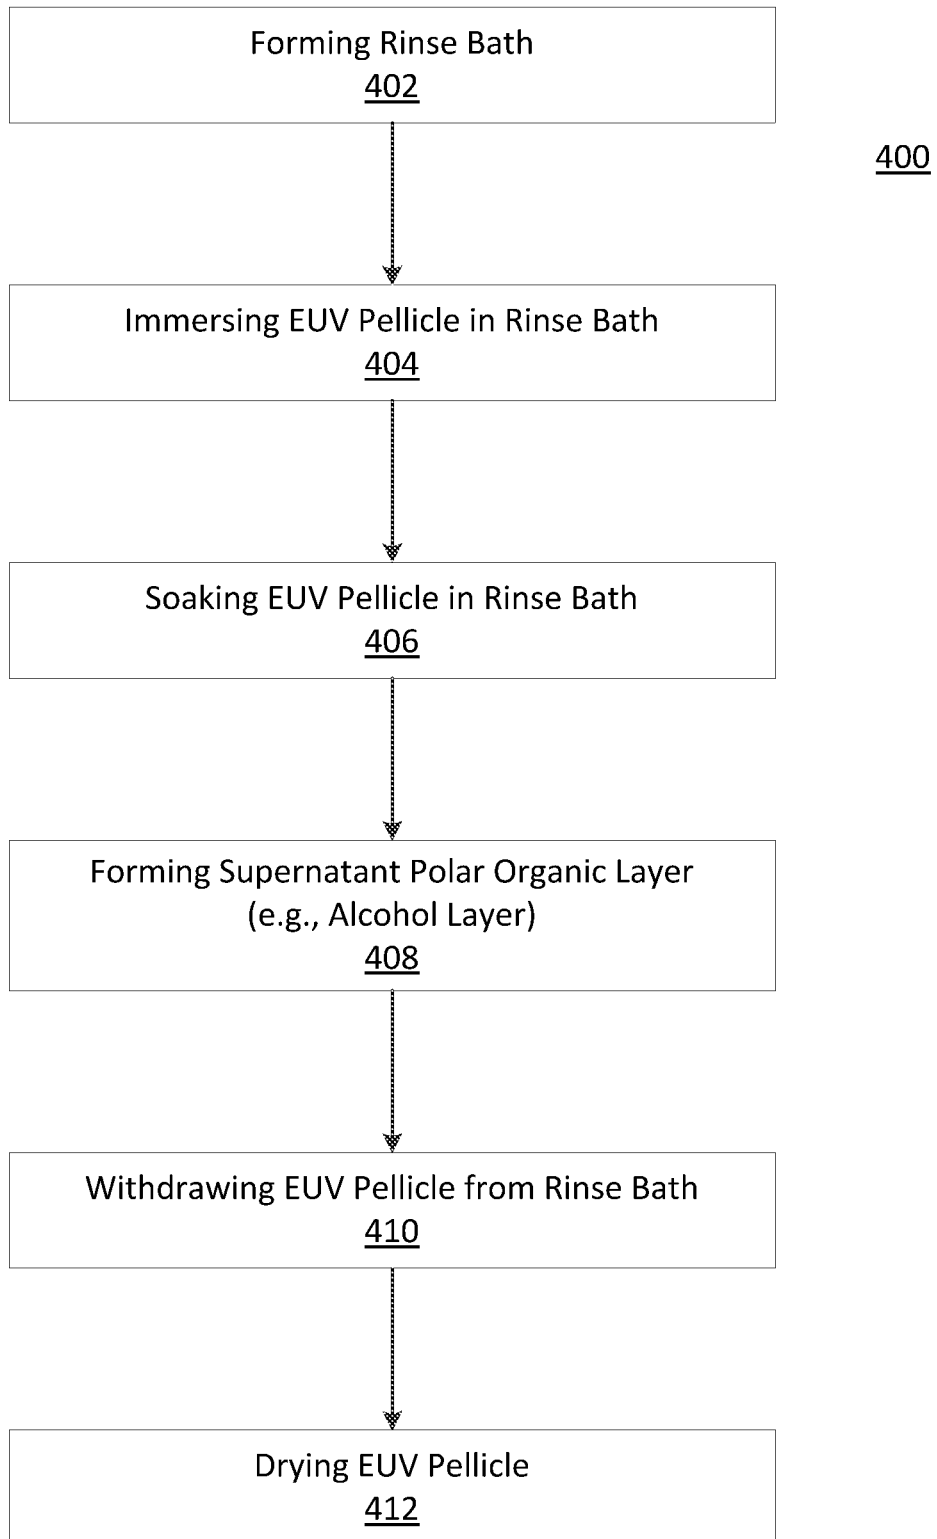 Forming Rinse Bath
402
400
Immersing EUV Pellicle in Rinse Bath
404
Soaking EUV Pellicle in Rinse Bath
406
Forming Supernatant Polar Organic Layer
(e.g., Alcohol Layer)
408
Withdrawing EUV Pellicle from Rinse Bath
410
Drying EUV Pellicle
412